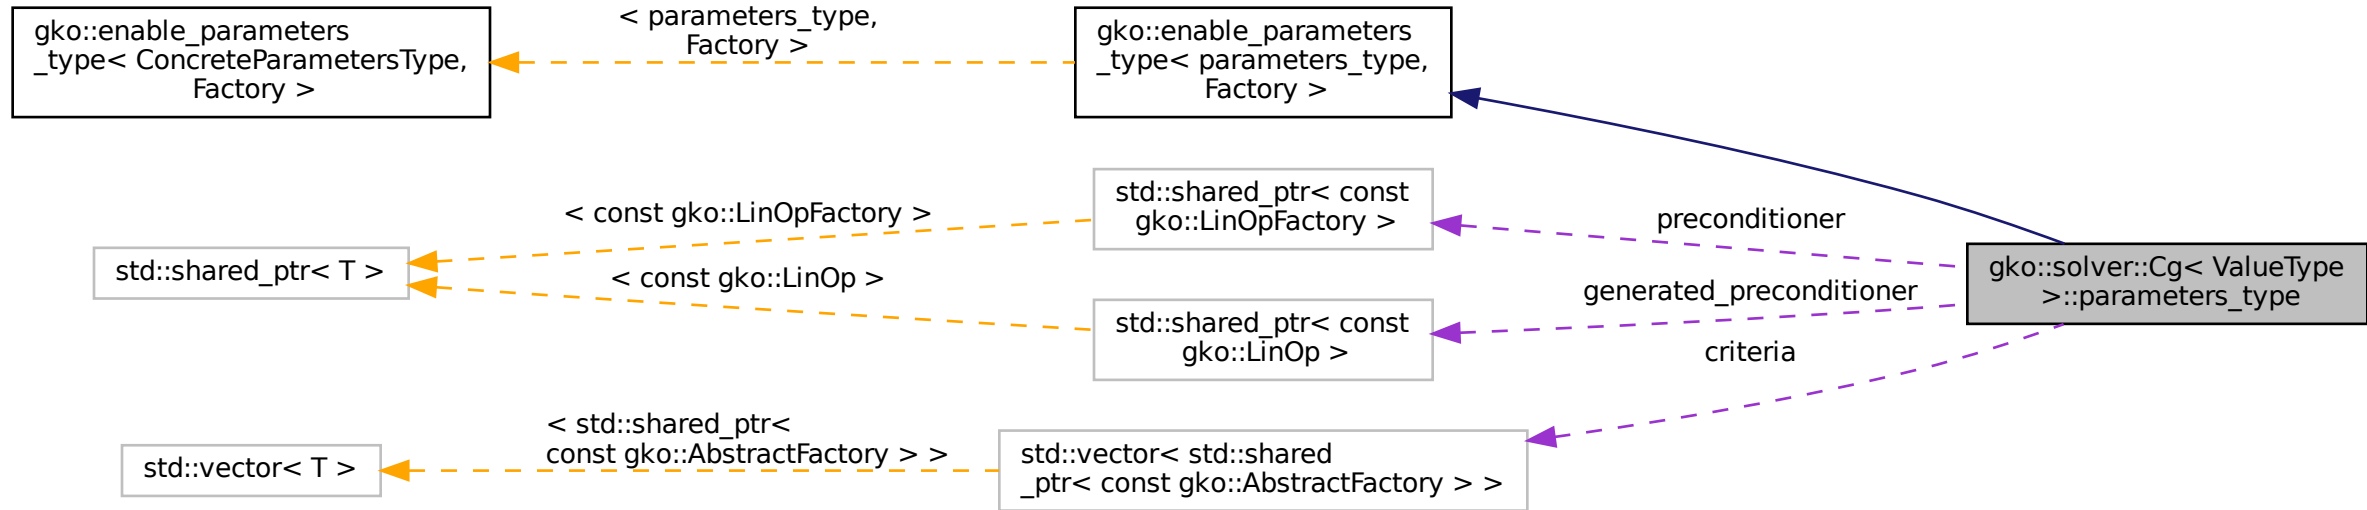 gko::enable_parameters
_type< ConcreteParametersType,
Factory >
< parameters_type,
Factory >
gko::enable_parameters
_type< parameters_type,
Factory >
std::shared_ptr< T >
< const gko::LinOpFactory >
< const gko::LinOp >
std::shared_ptr< const
gko::LinOpFactory >
std::shared_ptr< const
gko::LinOp >
preconditioner
generated_preconditioner
criteria
gko::solver::Cg< ValueType
>::parameters_type
std::vector< T >
< std::shared_ptr<
const gko::AbstractFactory > >
std::vector< std::shared
_ptr< const gko::AbstractFactory > >